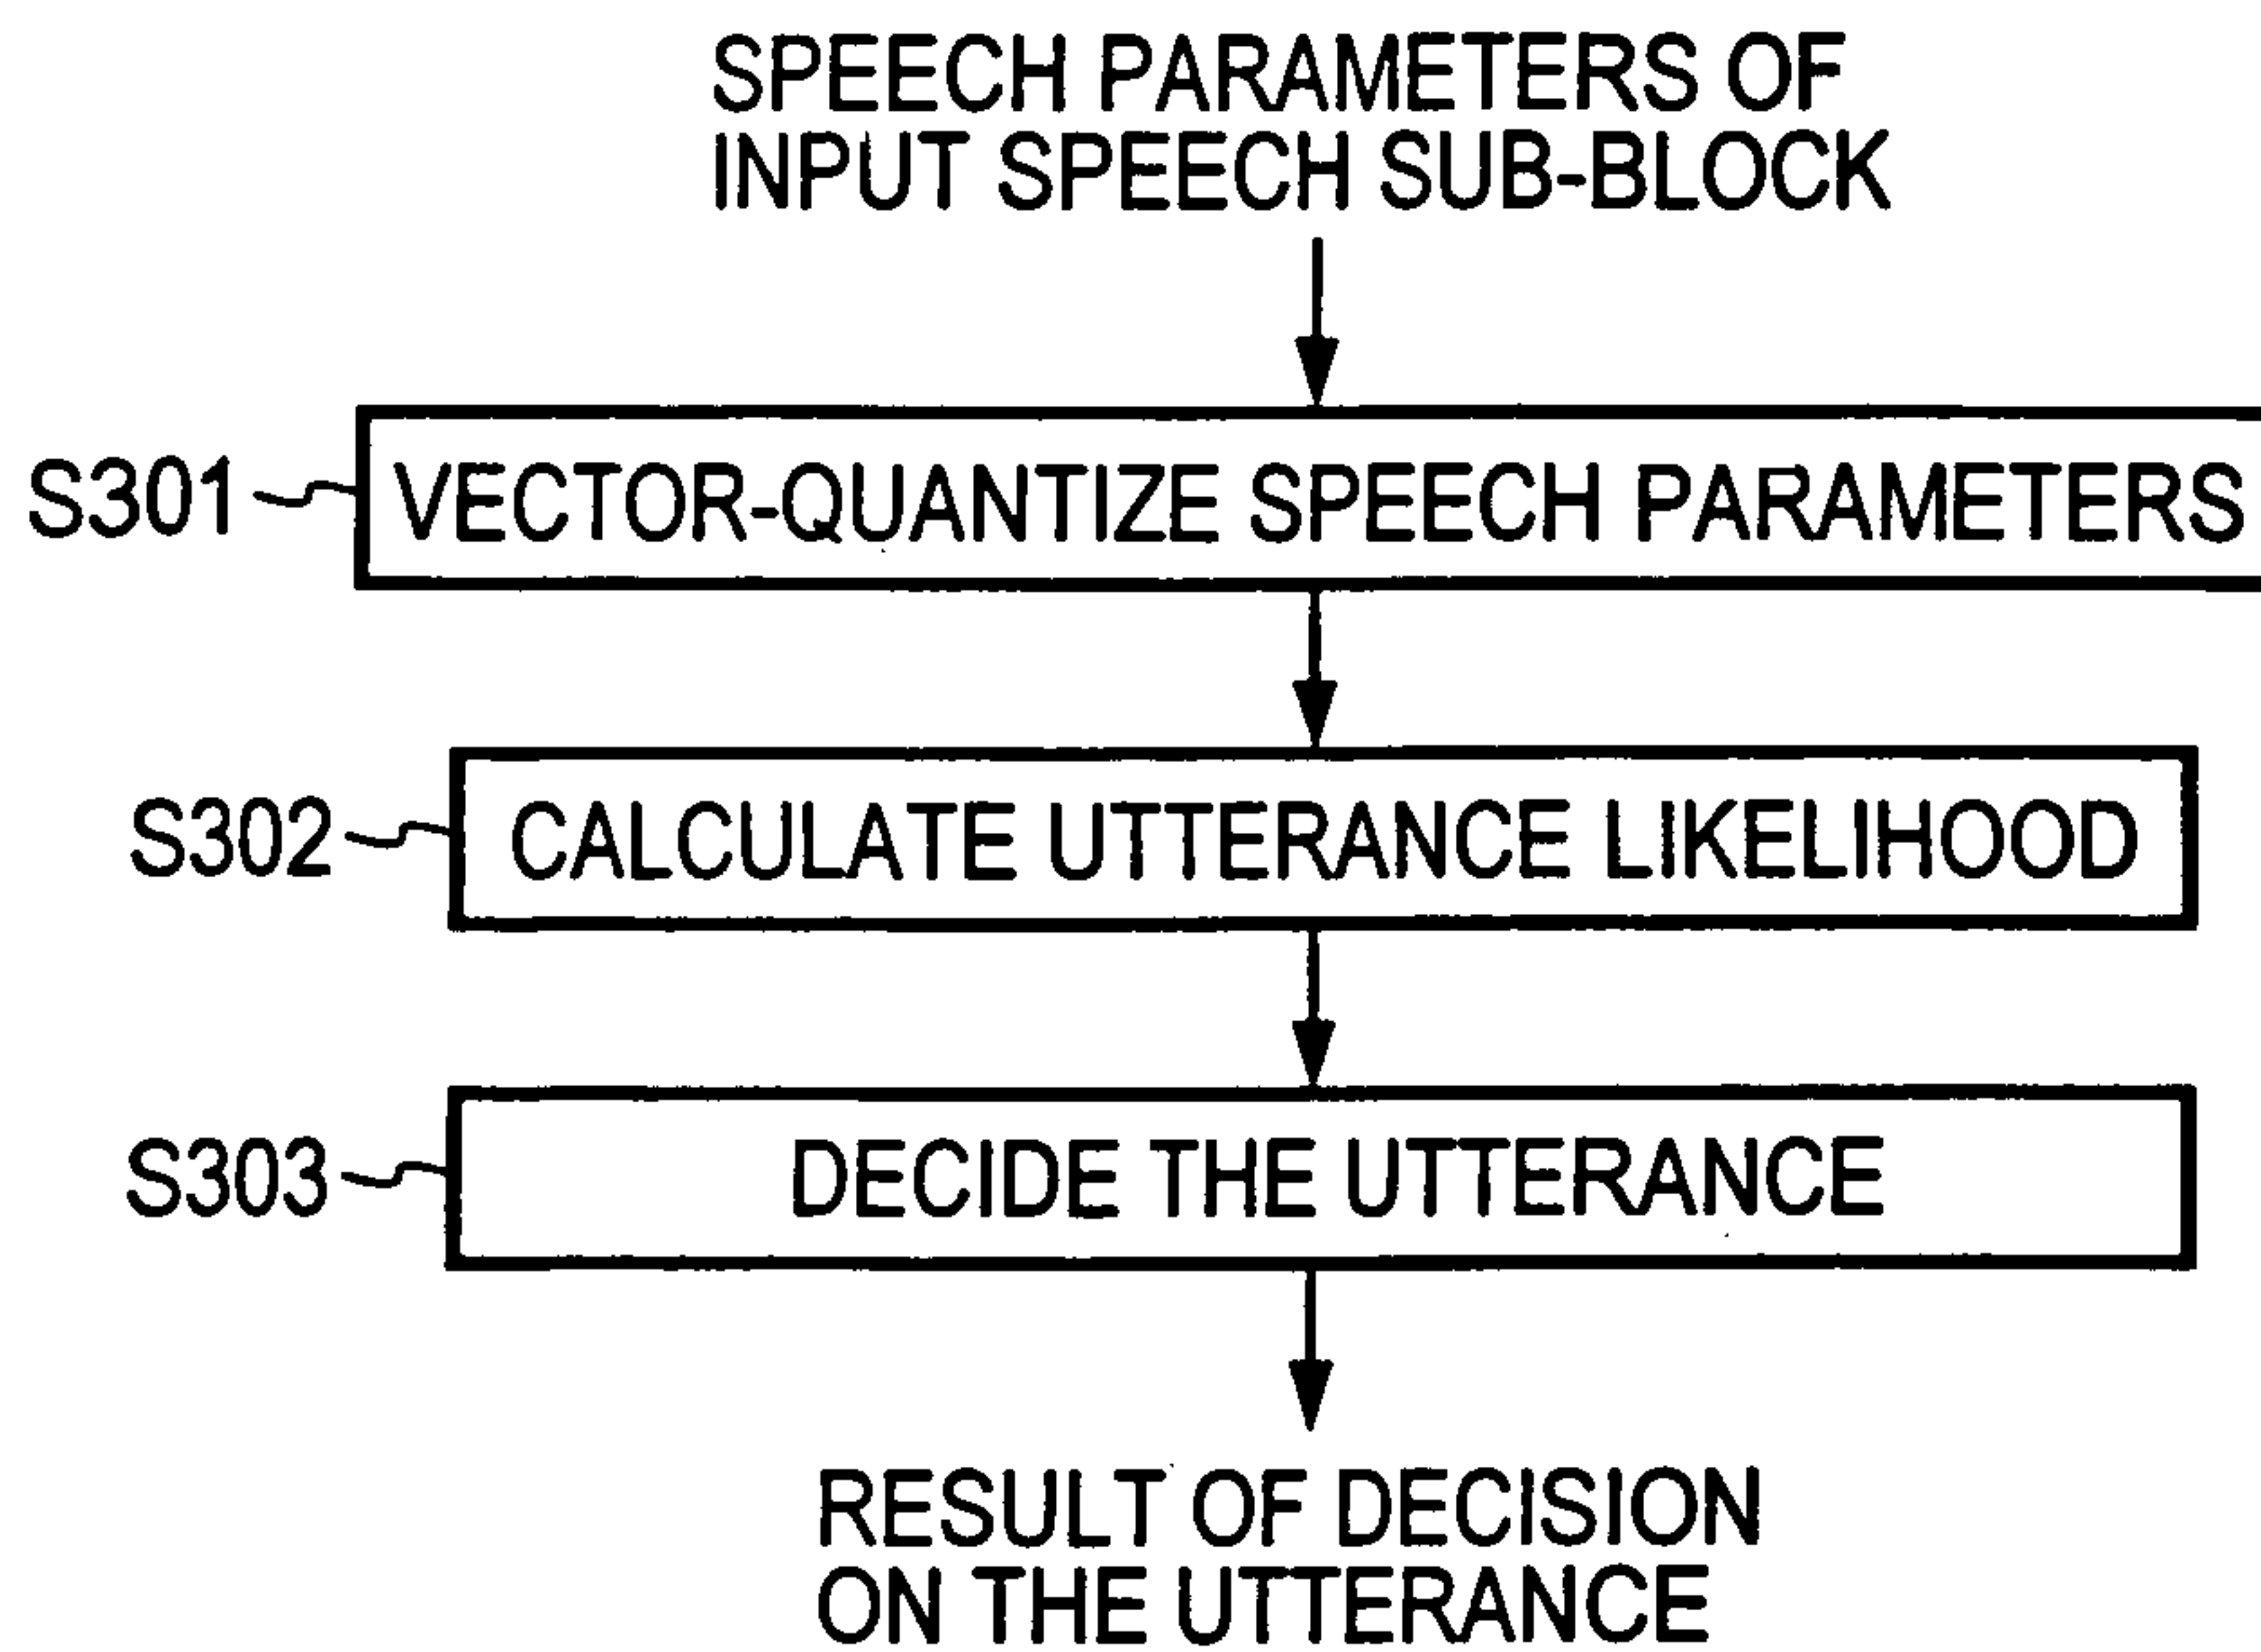 SPEECH PARAMETERS OF
INPUT SPEECH SUB-BLOCK
S301 VECTOR-QUANTIZE SPEECH PARAMETERS
S302 CALCULATE UTTERANCE LIKELIHOOD
S303 DECIDE THE UTTERANCE
RESULT OF DECISION
ON THE UTTERANCE